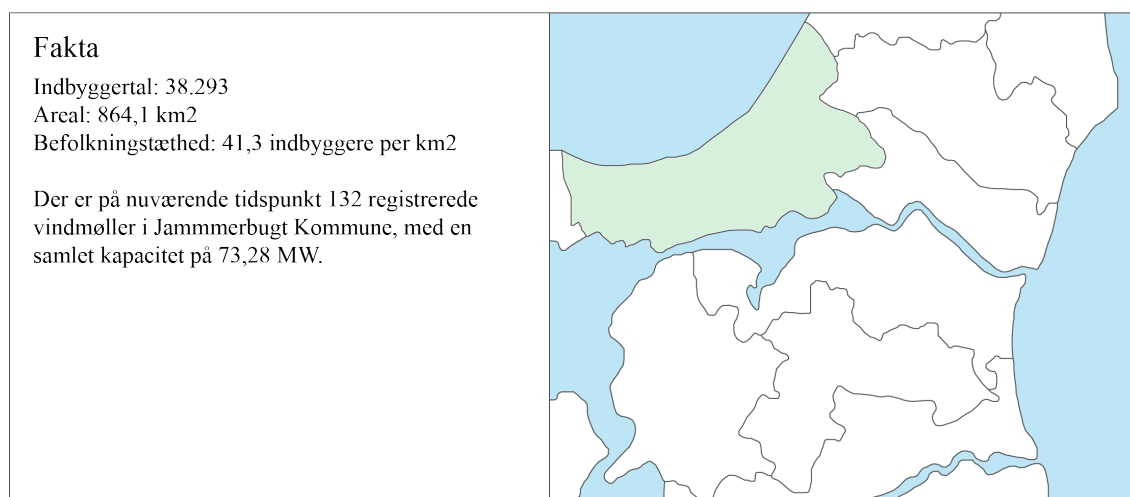 Fakta
Indbyggertal: 38.293
Areal: 864,1 km2
Befolkningstæthed: 41,3 indbyggere per km2
Der er på nuværende tidspunkt 132 registrerede
vindmøller i Jammmerbugt Kommune, med en
samlet kapacitet på 73,28 MW.